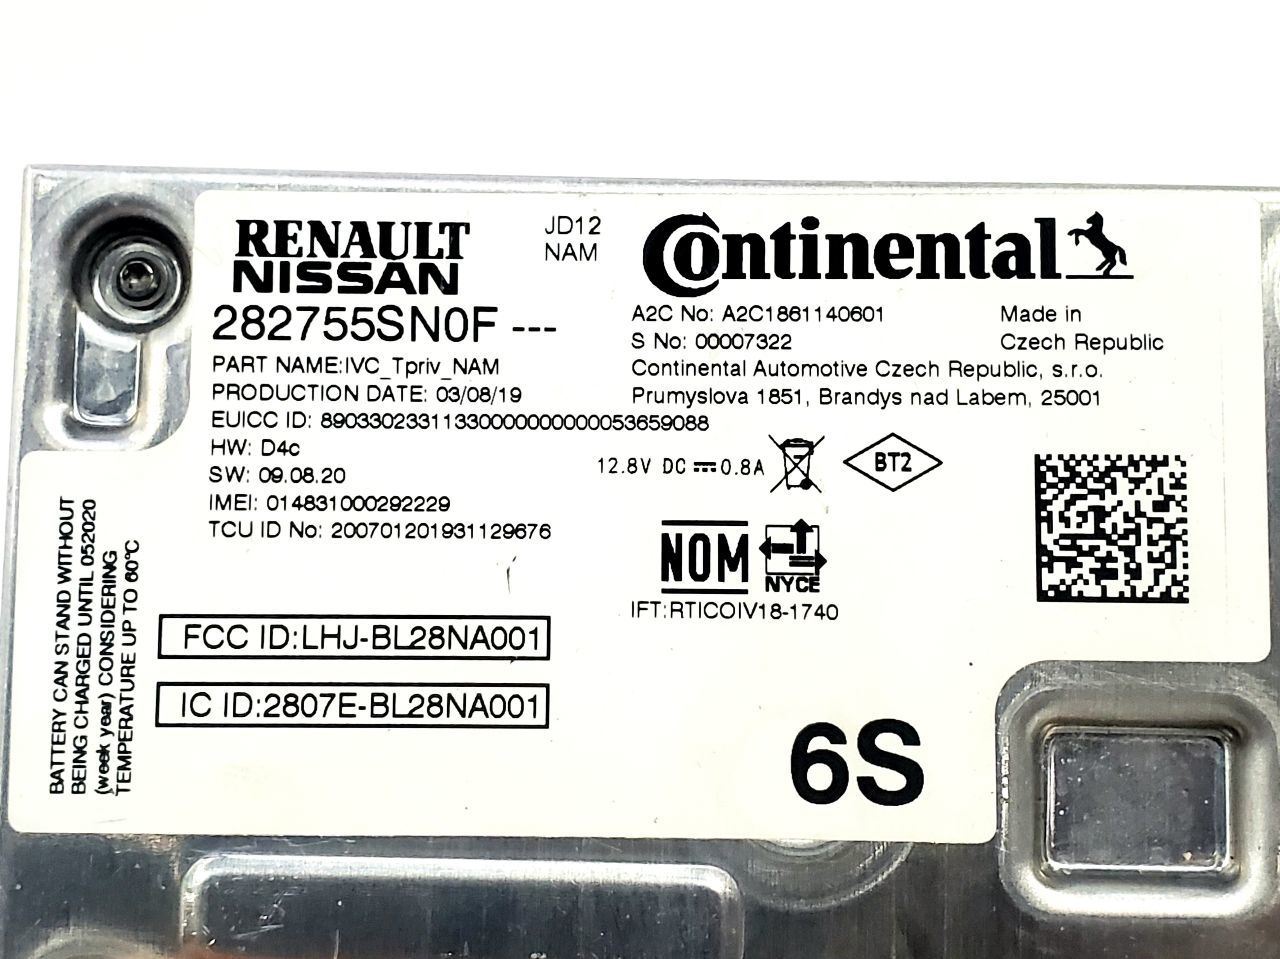 RENAULT
NISSAN
JD12
NAM
Continental
282755SN0F ---
PART NAME:IVC_Tpriv_NAM
PRODUCTION DATE: 03/08/19
EUICC ID: 89033023311330000000000053659088
HW: D4c
SW: 09.08.20
IMEI: 014831000292229
TCU ID No: 200701201931129676
A2C No: A2C1861140601
S No: 00007322
Made in
Czech Republic
Continental Automotive Czech Republic, s.r.o.
Prumyslova 1851, Brandys nad Labem, 25001
12.8V DC ⎓ 0.8A
BT2
NOM
NYCE
IFT:RTICOIV18-1740
FCC ID:LHJ-BL28NA001
IC ID:2807E-BL28NA001
6S
BATTERY CAN STAND WITHOUT
BEING CHARGED UNTIL 052020
(week year) CONSIDERING
TEMPERATURE UP TO 60°C